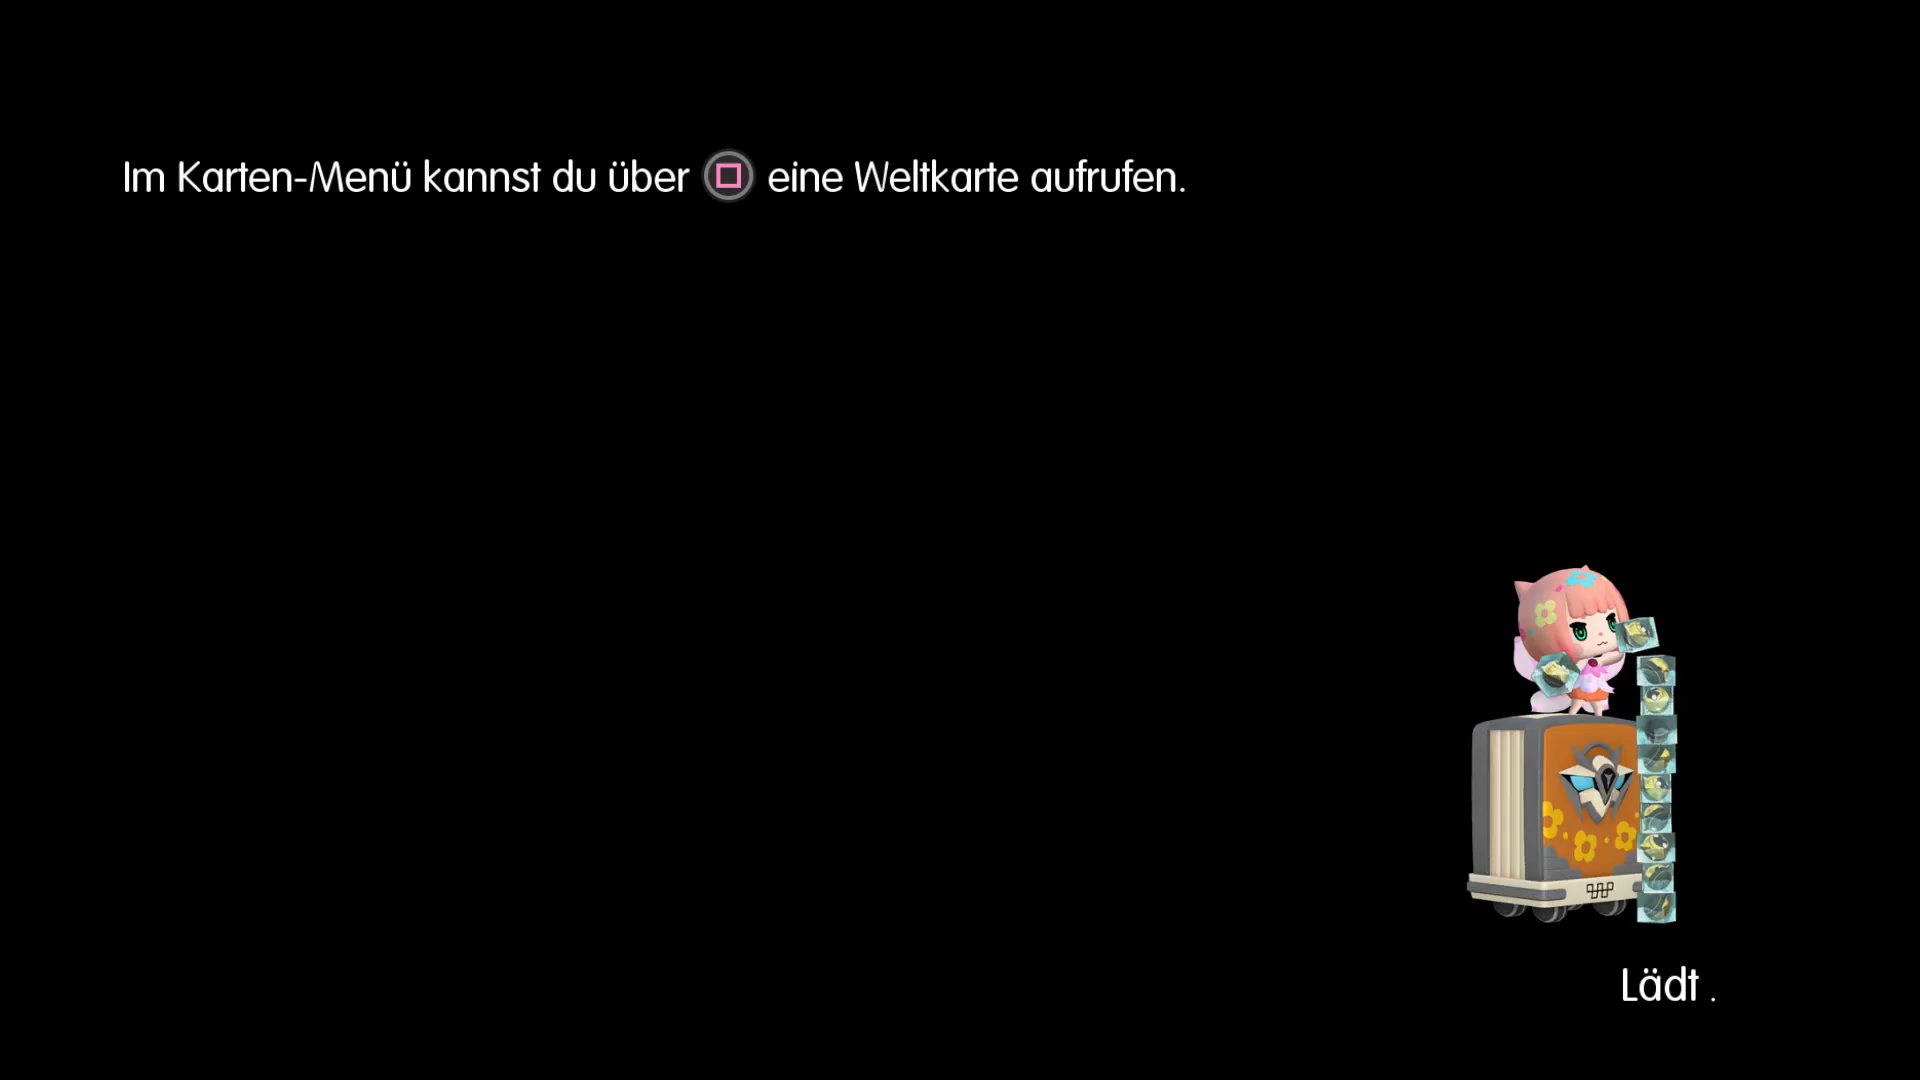 Im Karten-Menü kannst du über eine Weltkarte aufrufen.
Lädt .